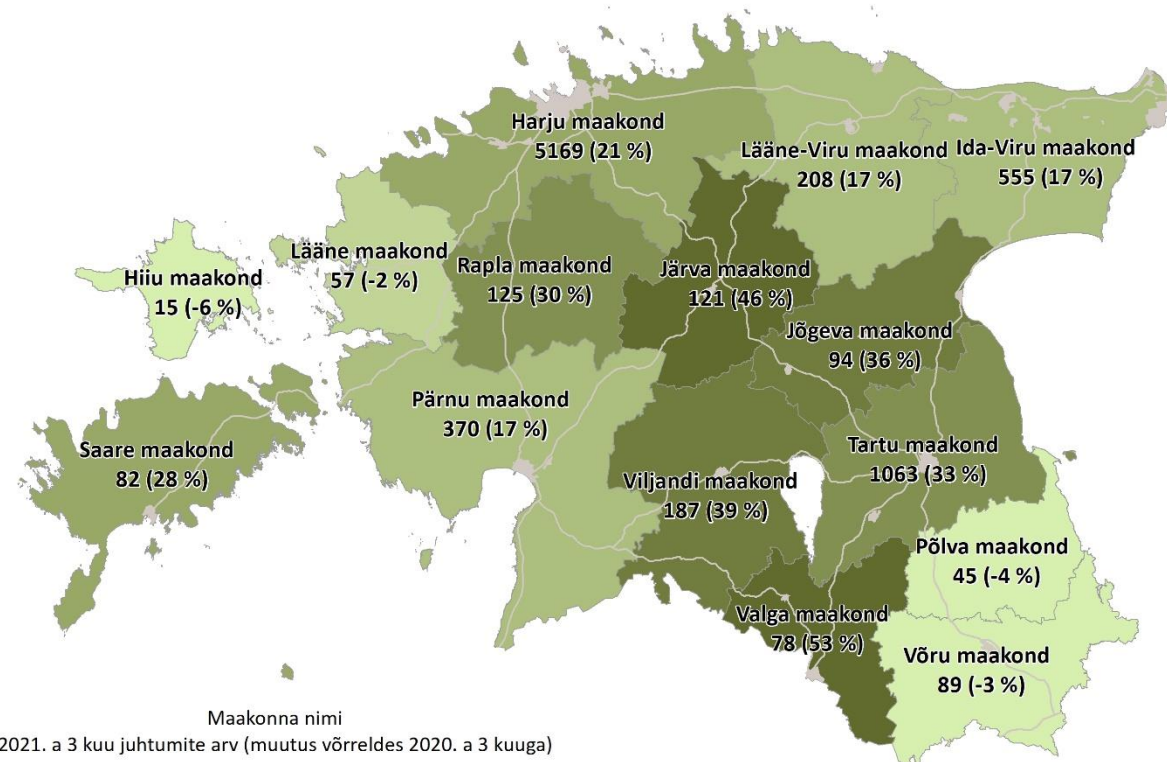 Harju maakond
5169 (21 %)
Lääne-Viru maakond
208 (17 %)
Ida-Viru maakond
555 (17 %)
Hiiu maakond
15 (-6 %)
Lääne maakond
57 (-2 %)
Rapla maakond
125 (30 %)
Järva maakond
121 (46 %)
Jõgeva maakond
94 (36 %)
Saare maakond
82 (28 %)
Pärnu maakond
370 (17 %)
Viljandi maakond
187 (39 %)
Tartu maakond
1063 (33 %)
Põlva maakond
45 (-4 %)
Valga maakond
78 (53 %)
Võru maakond
89 (-3 %)
Maakonna nimi
2021. a 3 kuu juhtumite arv (muutus võrreldes 2020. a 3 kuuga)